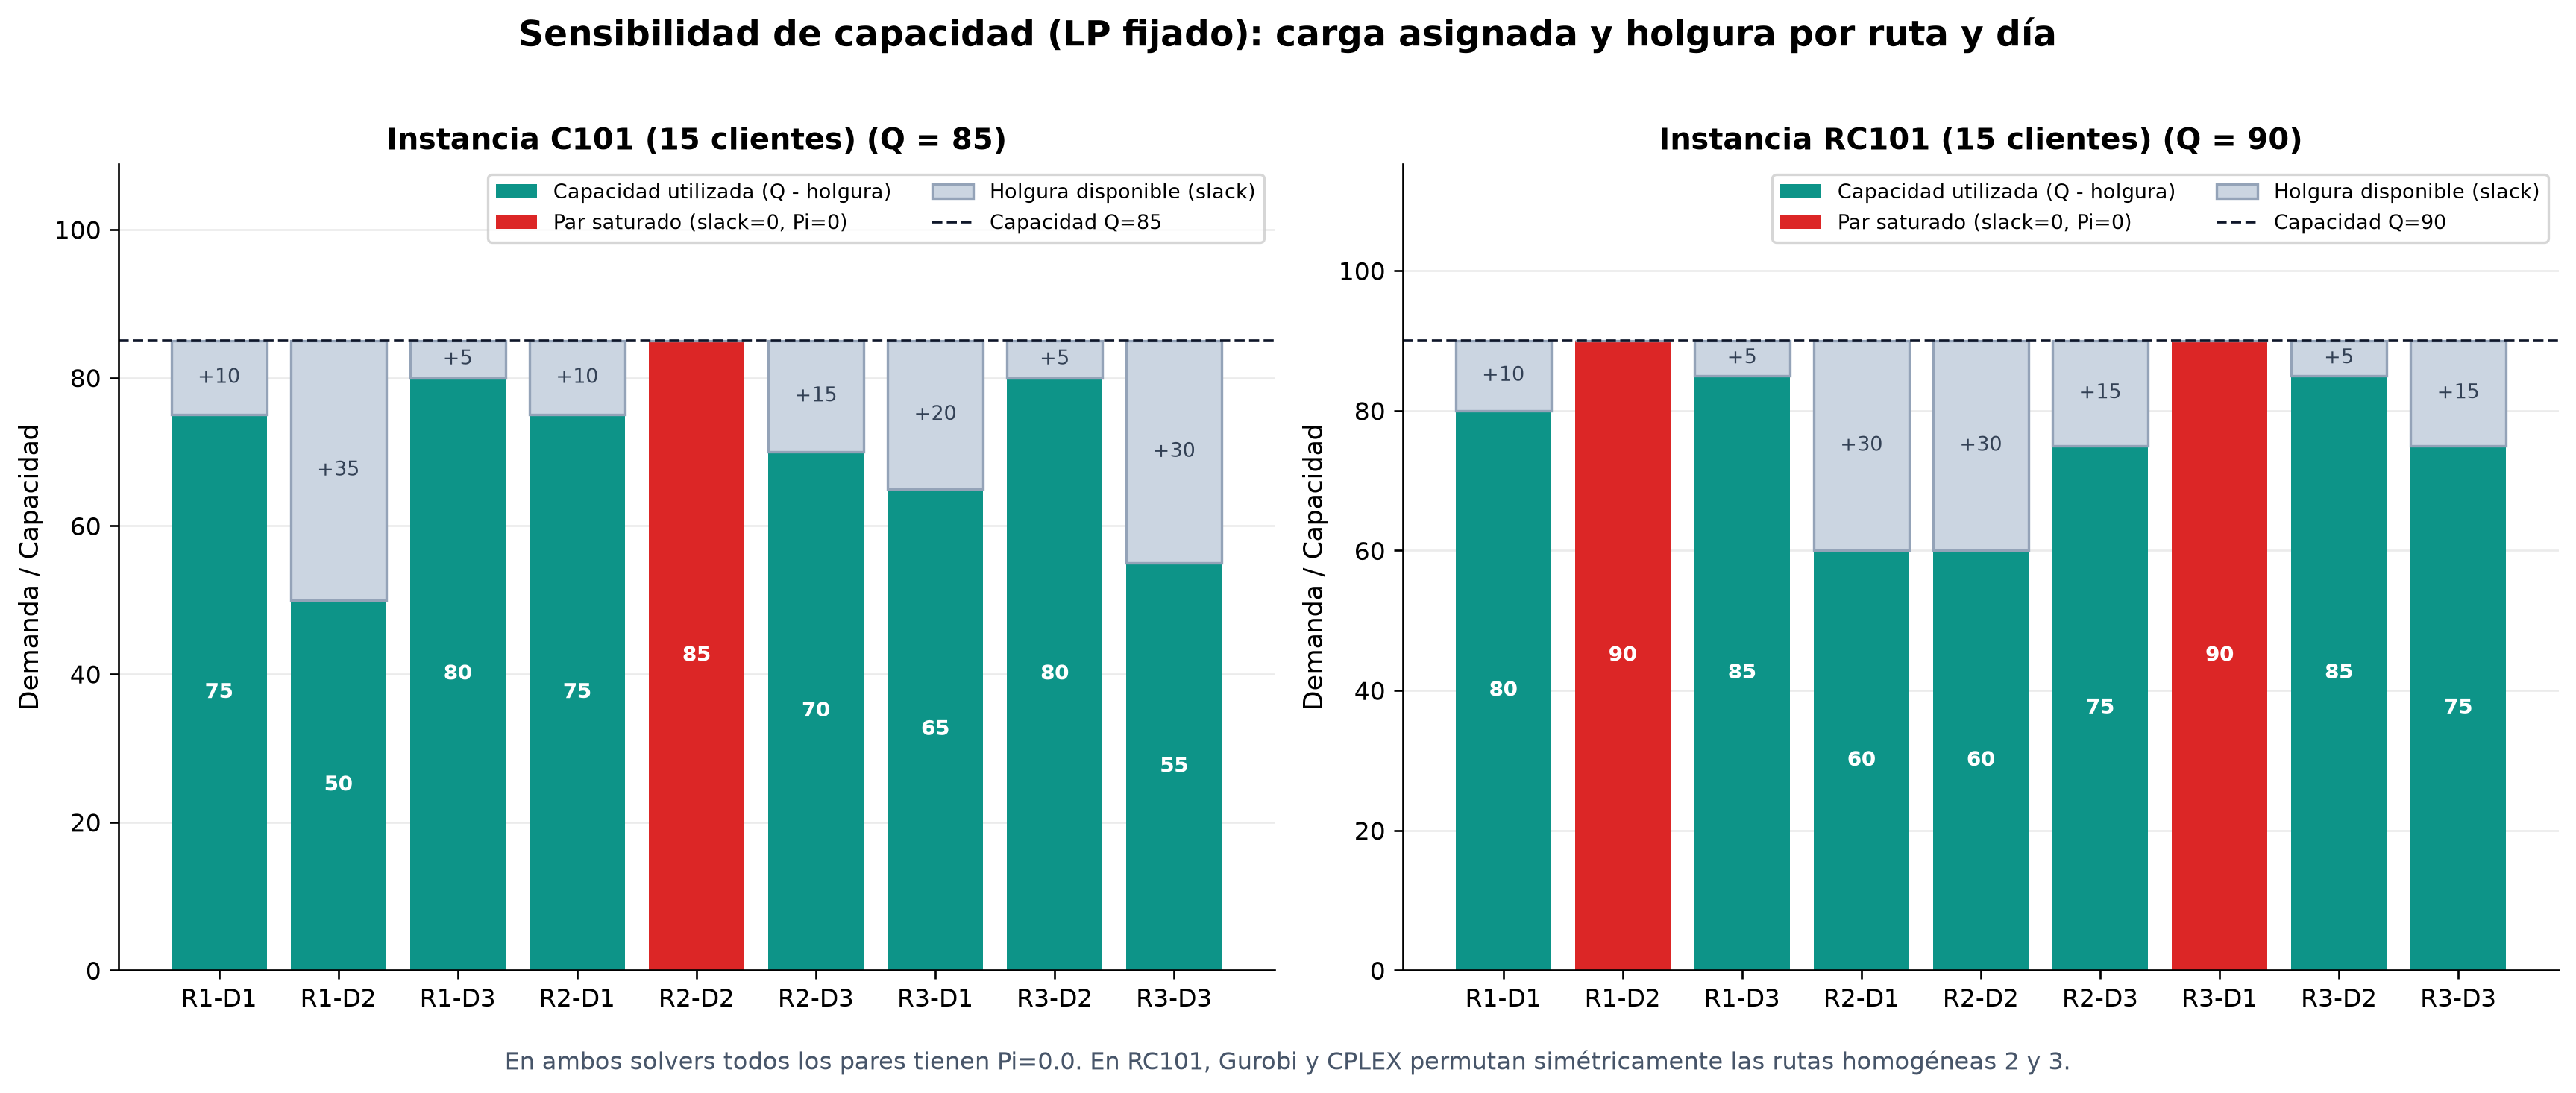 Sensibilidad de capacidad (LP fijado): carga asignada y holgura por ruta y día
Instancia C101 (15 clientes) (Q = 85)
Capacidad utilizada (Q - holgura)
Par saturado (slack=0, Pi=0)
Holgura disponible (slack)
Capacidad Q=85
Demanda / Capacidad
100
80
60
40
20
0
+10
+35
+5
+10
+15
+20
+5
+30
75
50
80
75
85
70
65
80
55
R1-D1 R1-D2 R1-D3 R2-D1 R2-D2 R2-D3 R3-D1 R3-D2 R3-D3
Instancia RC101 (15 clientes) (Q = 90)
Capacidad utilizada (Q - holgura)
Par saturado (slack=0, Pi=0)
Holgura disponible (slack)
Capacidad Q=90
Demanda / Capacidad
100
80
60
40
20
0
+10
+5
+30
+30
+15
+5
+15
80
90
85
60
60
75
90
85
75
R1-D1 R1-D2 R1-D3 R2-D1 R2-D2 R2-D3 R3-D1 R3-D2 R3-D3
En ambos solvers todos los pares tienen Pi=0.0. En RC101, Gurobi y CPLEX permutan simétricamente las rutas homogéneas 2 y 3.